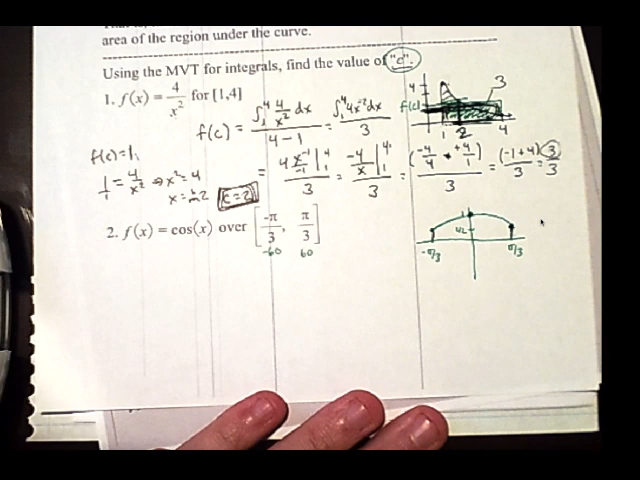 area of the region under the curve.
Using the MVT for integrals, find the value of "c".
1. f(x) = 4/x² for [1,4]
f(c) = ∫₁⁴ 4/x² dx / (4 − 1) = ∫₁⁴ 4x⁻² dx / 3
= 4x⁻¹/−1 |₁⁴ / 3 = −4/x |₁⁴ / 3 = (−4/4 + +4/1) / 3 = (−1+4)/3 = 3/3
f(c) = 1
1/1 = 4/x² ⇒ x² = 4
c = 2
4
f(c)
3
1 2 4
2. f(x) = cos(x) over [−π/3, π/3]
−60 60
1
1/2
−π/3 π/3